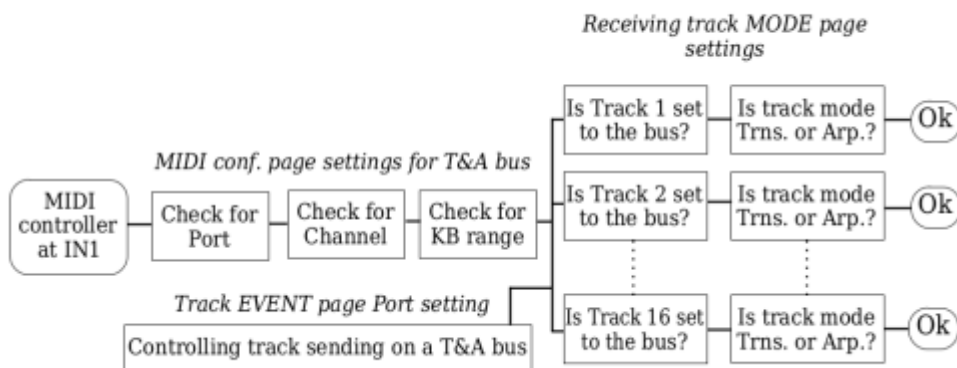 Receiving track MODE page
settings
Is Track 1 set
to the bus?
Is track mode
Trns. or Arp.?
Ok
MIDI conf. page settings for T&A bus
MIDI
controller
at IN1
Check for
Port
Check for
Channel
Check for
KB range
Is Track 2 set
to the bus?
Is track mode
Trns. or Arp.?
Ok
Track EVENT page Port setting
Controlling track sending on a T&A bus
Is Track 16 set
to the bus?
Is track mode
Trns. or Arp.?
Ok